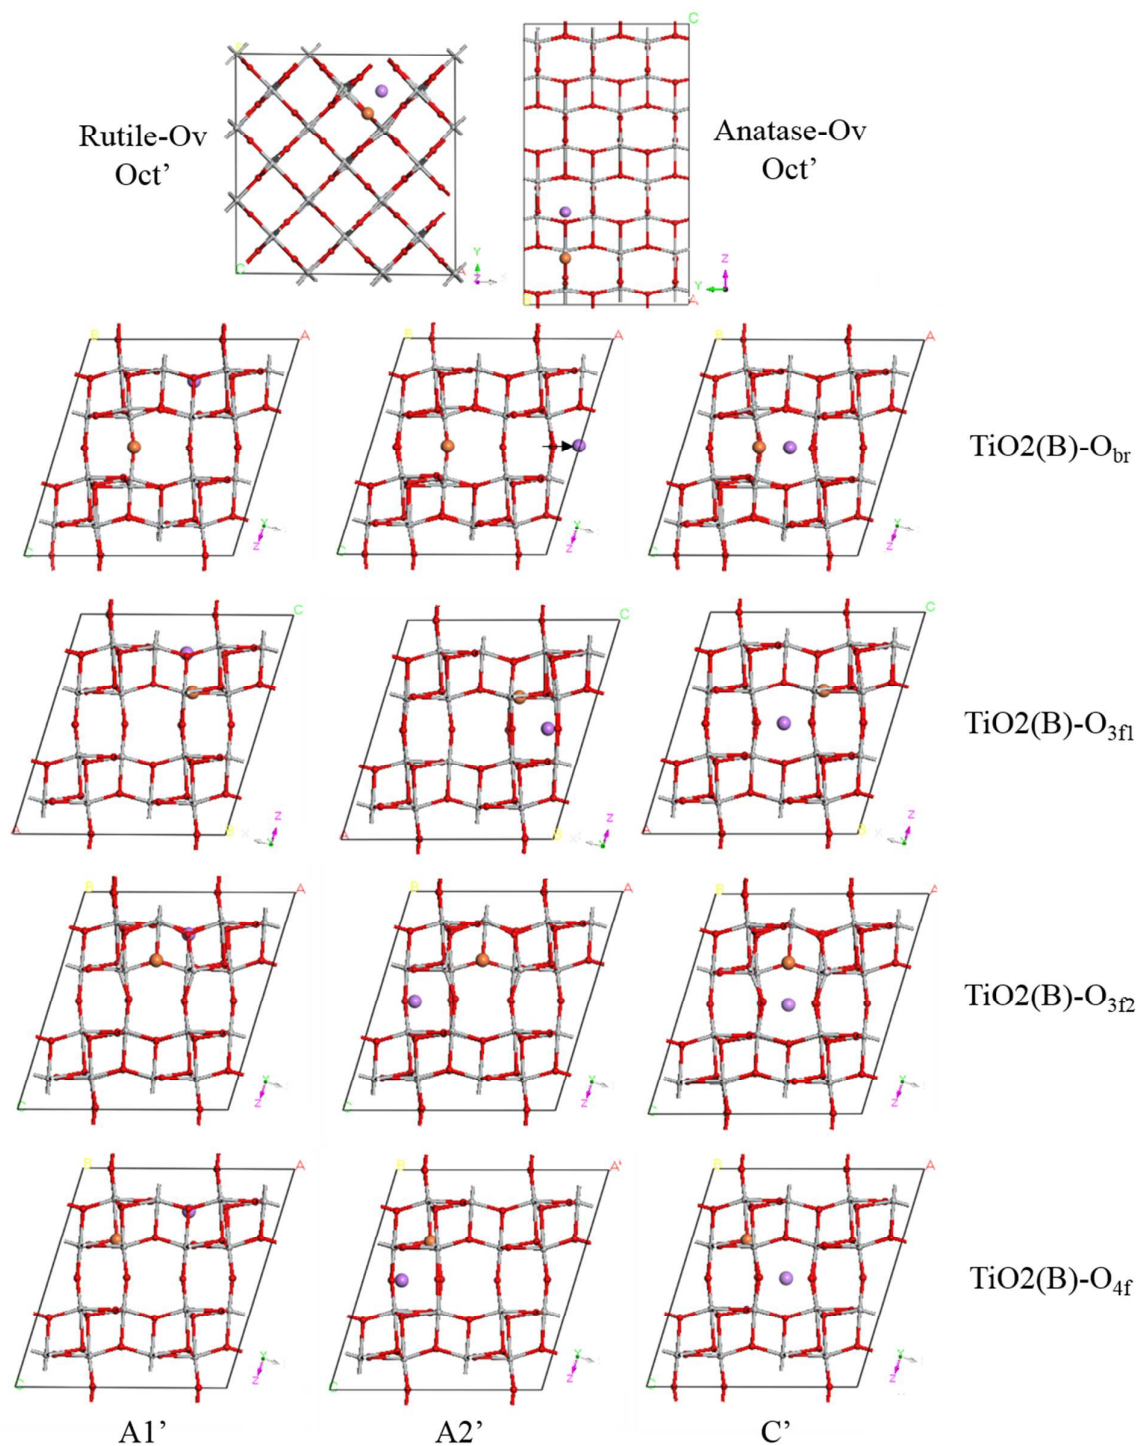 Rutile-Ov
Oct’
B
C
A
Y
Z
Anatase-Ov
Oct’
C
B
A
Z
Y
B
A
C
Y
Z
B
A
C
Y
Z
B
A
C
Y
Z
TiO2(B)-Obr
C
A
B
Z
Y
C
A
B
X
Z
Y
C
A
B
X
Z
Y
TiO2(B)-O3f1
B
A
C
Y
Z
B
A
C
Y
Z
B
A
C
Y
Z
TiO2(B)-O3f2
B
A
C
Y
Z
B
A'
C
Y
Z
B
A
C
Y
Z
TiO2(B)-O4f
A1’
A2’
C’